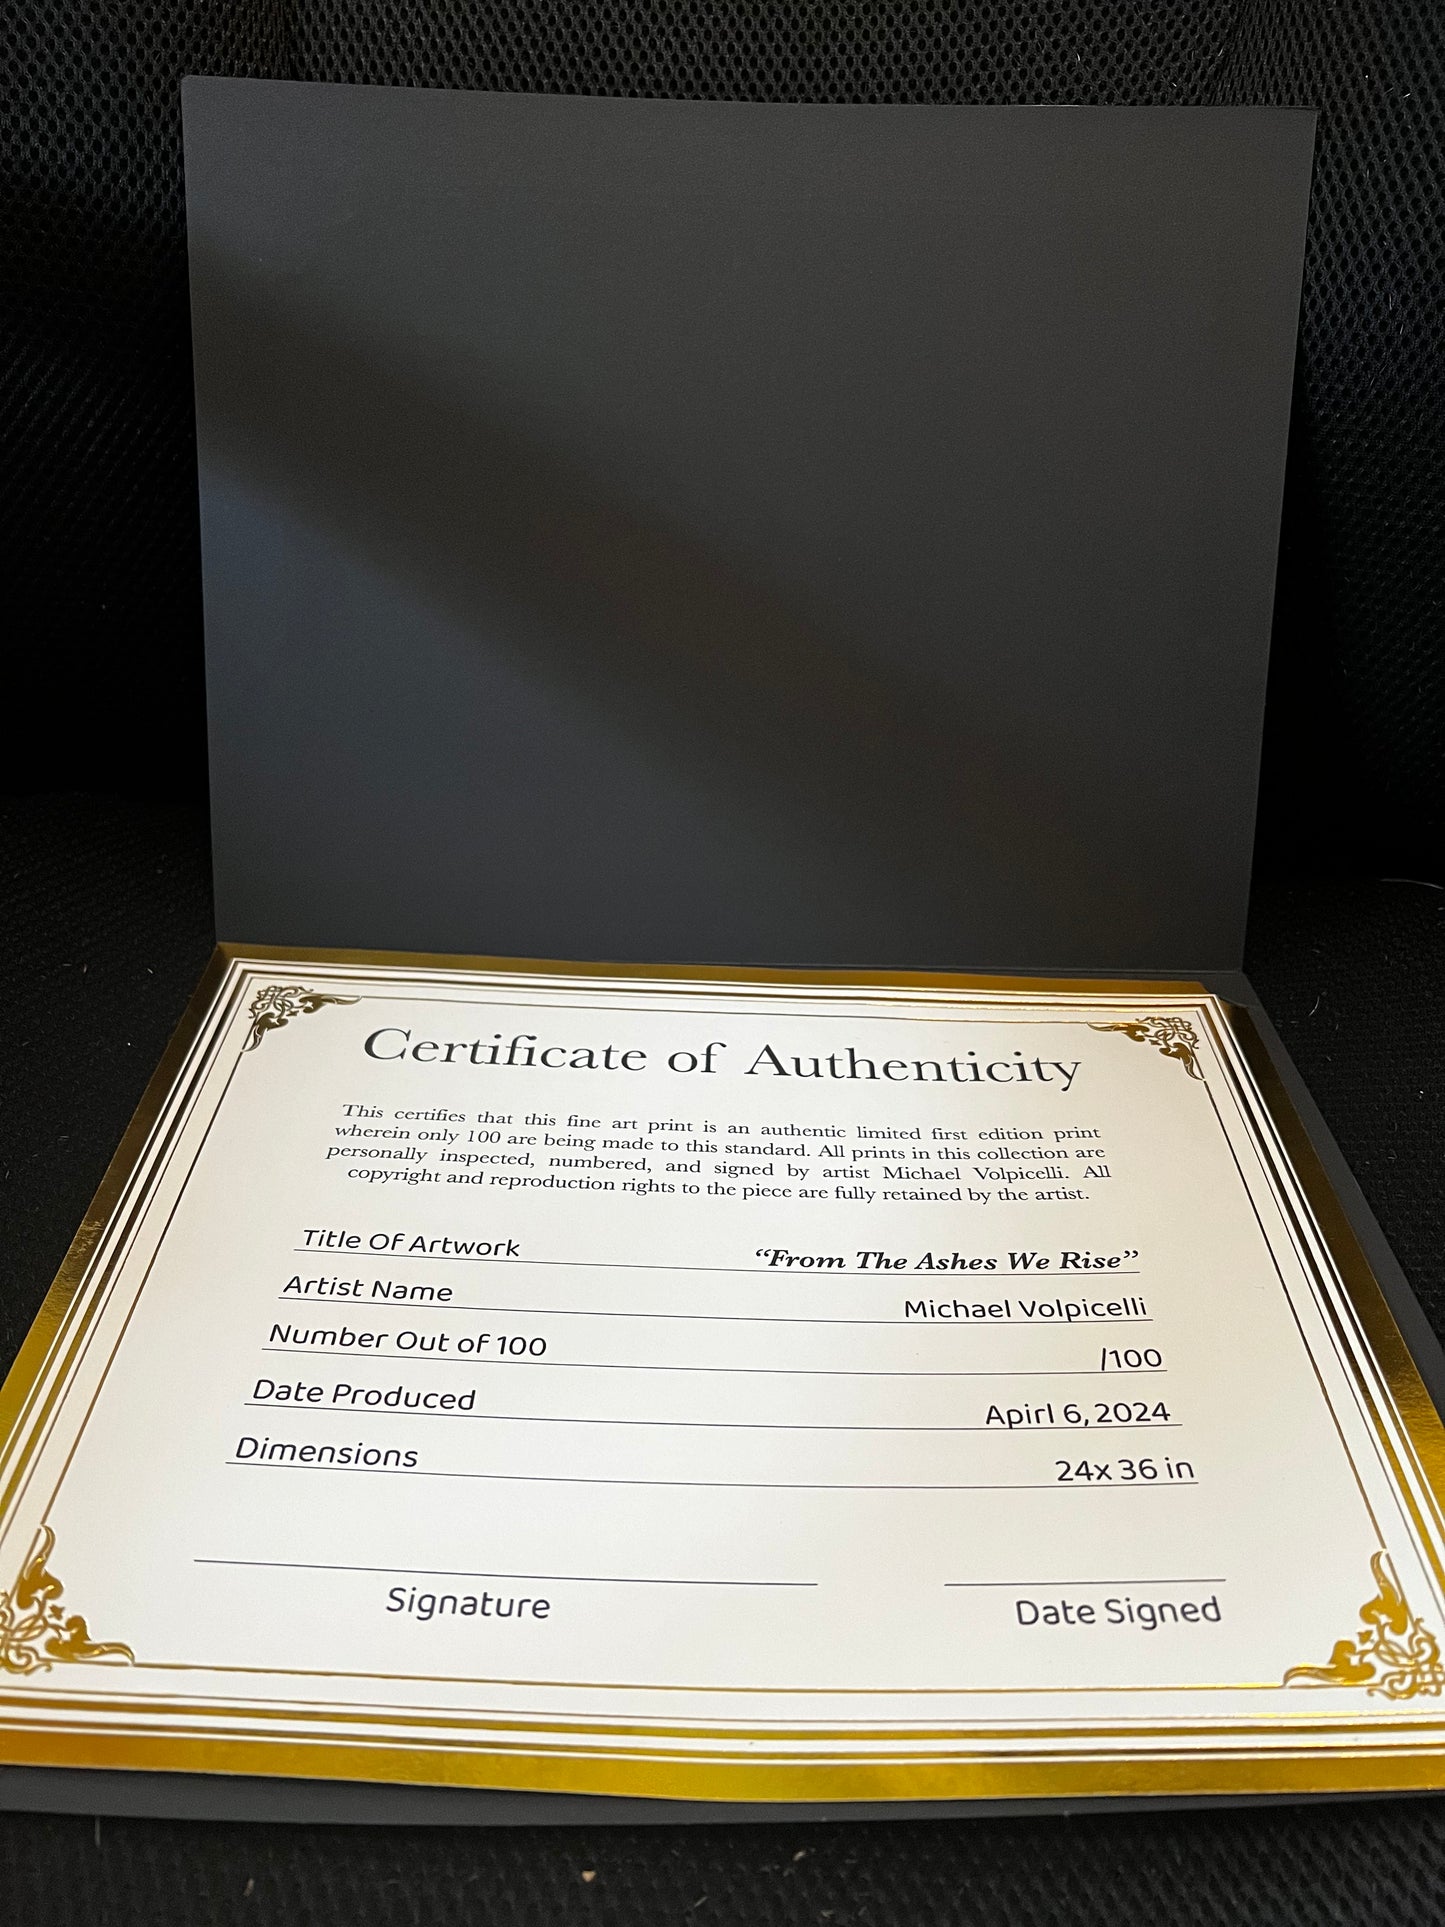 Certificate of Authenticity
This certifies that this fine art print is an authentic limited first edition print
wherein only 100 are being made to this standard. All prints in this collection are
personally inspected, numbered, and signed by artist Michael Volpicelli. All
copyright and reproduction rights to the piece are fully retained by the artist.
Title Of Artwork “From The Ashes We Rise”
Artist Name Michael Volpicelli
Number Out of 100 /100
Date Produced Apirl 6, 2024
Dimensions 24x 36 in
Signature Date Signed